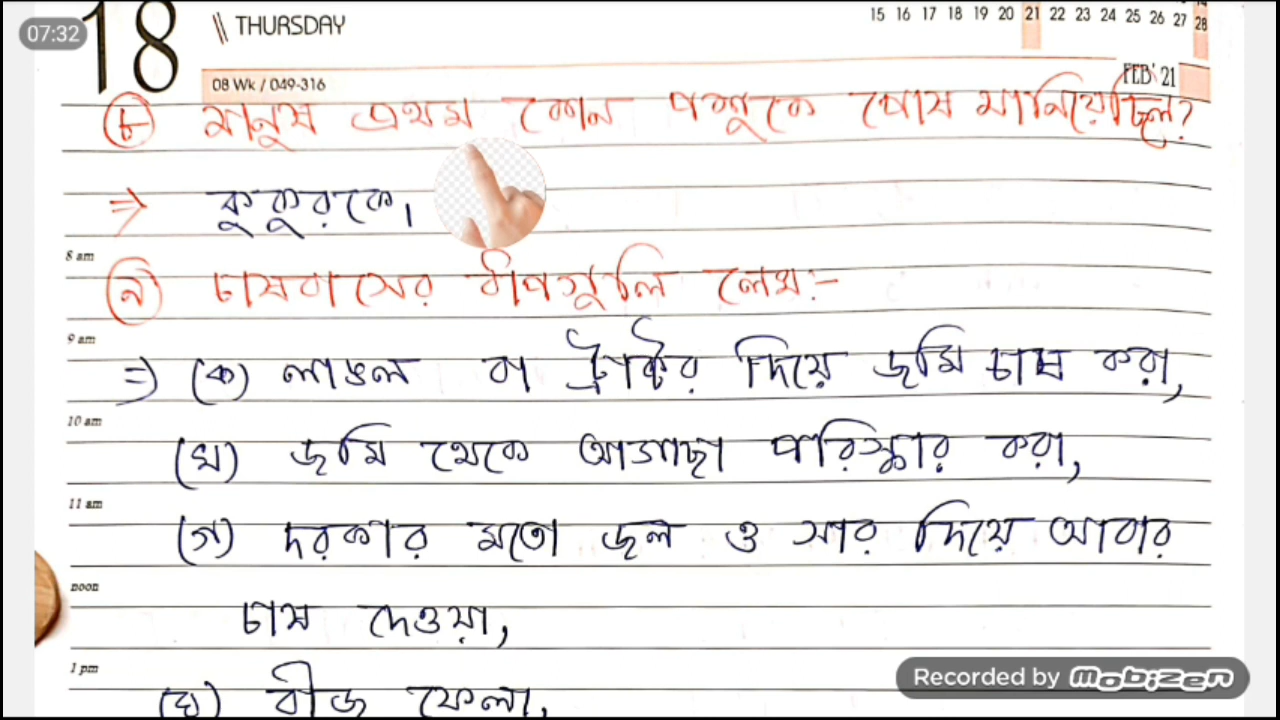 07:32
18 THURSDAY
15 16 17 18 19 20 21 22 23 24 25 26 27 28
08 Wk / 049-316
FEB' 21
চ মানুষ প্রথম কোন পশুকে পোষ মানিয়েছিল?
⇒ কুকুরকে।
8 am
ন চাষবাসের ধাপগুলি লেখ:-
9 am
⇒ (ক) লাঙল বা ট্রাক্টর দিয়ে জমি চাষ করা,
10 am
(খ) জমি থেকে আগাছা পরিস্কার করা,
11 am
(গ) দরকার মতো জল ও সার দিয়ে আবার
noon
চাষ দেওয়া,
1 pm
(ঘ) বীজ ফেলা,
Recorded by mobizen